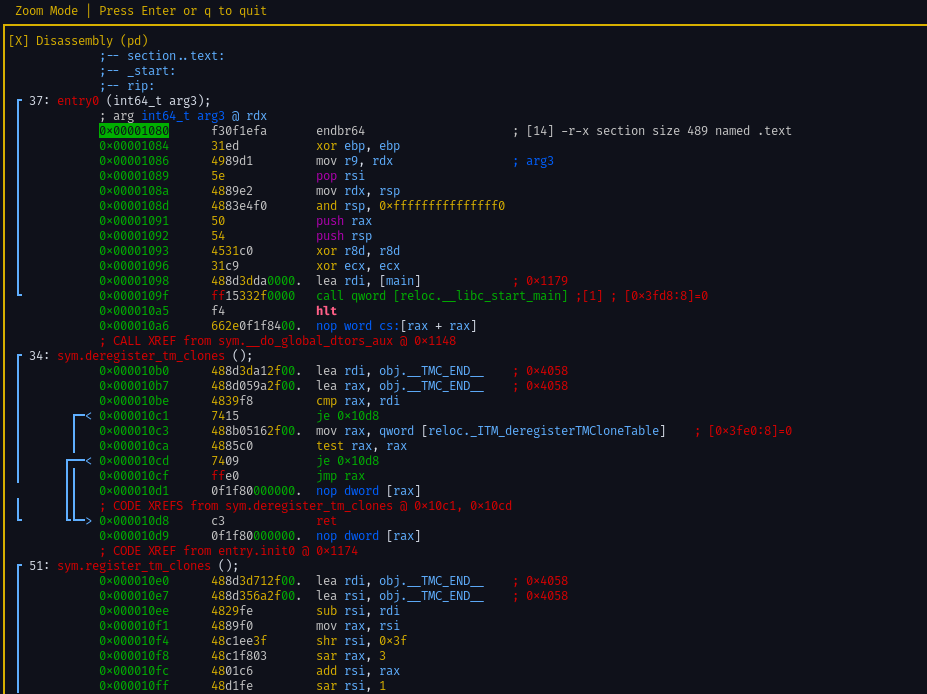 Zoom Mode | Press Enter or q to quit
[X] Disassembly (pd)
;-- section..text:
;-- _start:
;-- rip:
37: entry0 (int64_t arg3);
; arg int64_t arg3 @ rdx
0x00001080 f30f1efa endbr64 ; [14] -r-x section size 489 named .text
0x00001084 31ed xor ebp, ebp
0x00001086 4989d1 mov r9, rdx ; arg3
0x00001089 5e pop rsi
0x0000108a 4889e2 mov rdx, rsp
0x0000108d 4883e4f0 and rsp, 0xfffffffffffffff0
0x00001091 50 push rax
0x00001092 54 push rsp
0x00001093 4531c0 xor r8d, r8d
0x00001096 31c9 xor ecx, ecx
0x00001098 488d3dda0000. lea rdi, [main] ; 0x1179
0x0000109f ff15332f0000 call qword [reloc.__libc_start_main] ;[1] ; [0x3fd8:8]=0
0x000010a5 f4 hlt
0x000010a6 662e0f1f8400. nop word cs:[rax + rax]
; CALL XREF from sym.__do_global_dtors_aux @ 0x1148
34: sym.deregister_tm_clones ();
0x000010b0 488d3da12f00. lea rdi, obj.__TMC_END__ ; 0x4058
0x000010b7 488d059a2f00. lea rax, obj.__TMC_END__ ; 0x4058
0x000010be 4839f8 cmp rax, rdi
0x000010c1 7415 je 0x10d8
0x000010c3 488b05162f00. mov rax, qword [reloc._ITM_deregisterTMCloneTable] ; [0x3fe0:8]=0
0x000010ca 4885c0 test rax, rax
0x000010cd 7409 je 0x10d8
0x000010cf ffe0 jmp rax
0x000010d1 0f1f80000000. nop dword [rax]
; CODE XREFS from sym.deregister_tm_clones @ 0x10c1, 0x10cd
0x000010d8 c3 ret
0x000010d9 0f1f80000000. nop dword [rax]
; CODE XREF from entry.init0 @ 0x1174
51: sym.register_tm_clones ();
0x000010e0 488d3d712f00. lea rdi, obj.__TMC_END__ ; 0x4058
0x000010e7 488d356a2f00. lea rsi, obj.__TMC_END__ ; 0x4058
0x000010ee 4829fe sub rsi, rdi
0x000010f1 4889f0 mov rax, rsi
0x000010f4 48c1ee3f shr rsi, 0x3f
0x000010f8 48c1f803 sar rax, 3
0x000010fc 4801c6 add rsi, rax
0x000010ff 48d1fe sar rsi, 1